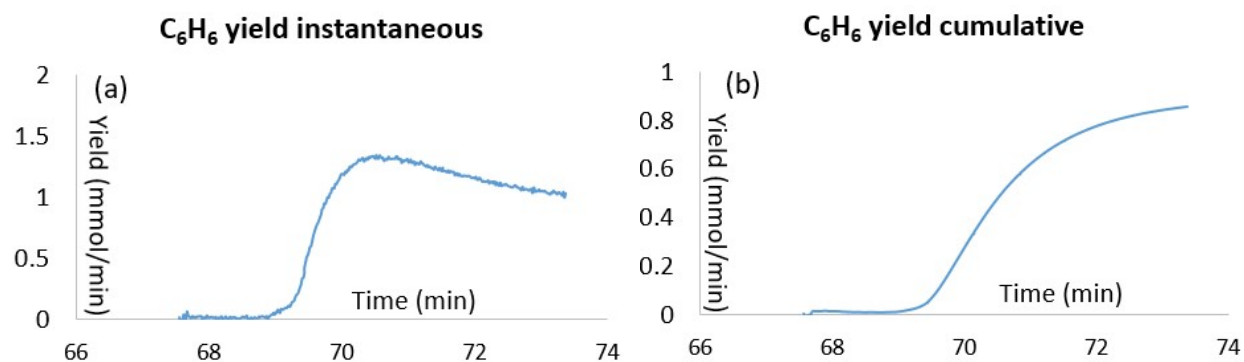 C₆H₆ yield instantaneous
(a)
2
1.5
1
0.5
0
Yield (mmol/min)
Time (min)
66 68 70 72 74
C₆H₆ yield cumulative
(b)
1
0.8
0.6
0.4
0.2
0
Yield (mmol/min)
Time (min)
66 68 70 72 74